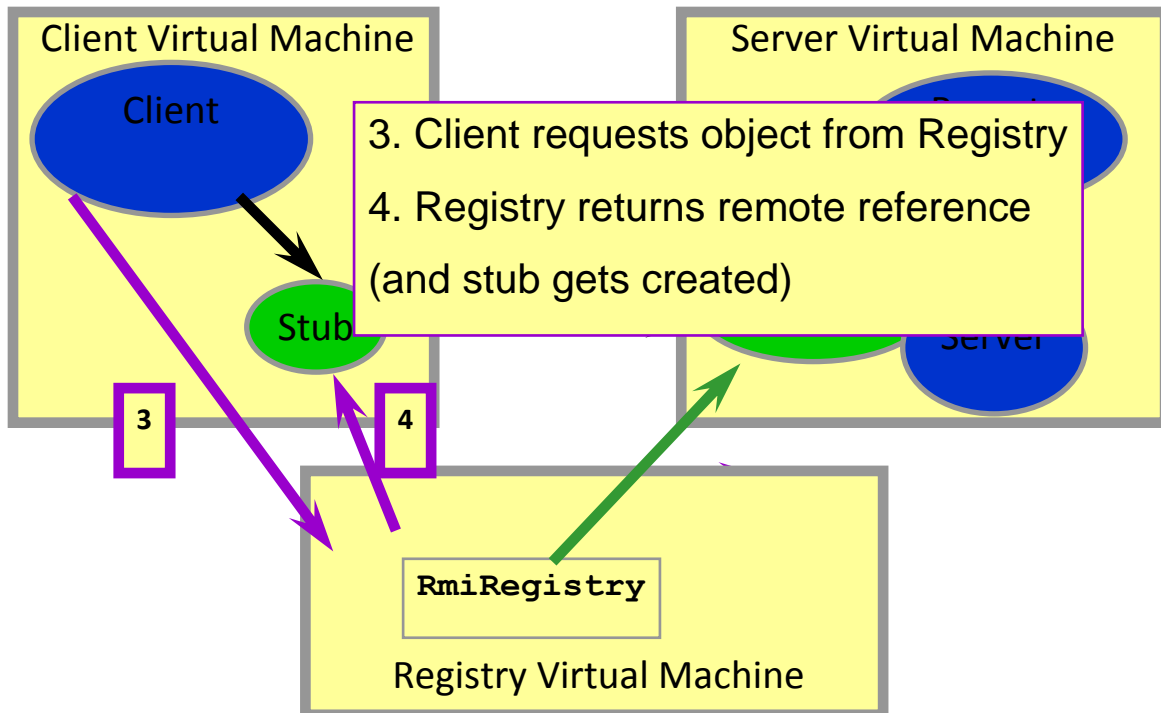 Client Virtual Machine
Server Virtual Machine
Client
3. Client requests object from Registry
4. Registry returns remote reference
(and stub gets created)
Stub
Server
3
4
RmiRegistry
Registry Virtual Machine